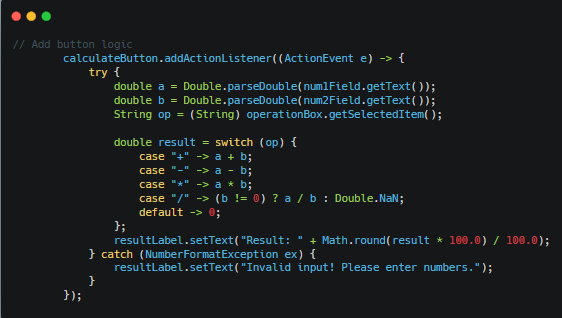 // Add button logic
        calculateButton.addActionListener((ActionEvent e) -> {
            try {
                double a = Double.parseDouble(num1Field.getText());
                double b = Double.parseDouble(num2Field.getText());
                String op = (String) operationBox.getSelectedItem();

                double result = switch (op) {
                    case "+" -> a + b;
                    case "-" -> a - b;
                    case "*" -> a * b;
                    case "/" -> (b != 0) ? a / b : Double.NaN;
                    default -> 0;
                };
                resultLabel.setText("Result: " + Math.round(result * 100.0) / 100.0);
            } catch (NumberFormatException ex) {
                resultLabel.setText("Invalid input! Please enter numbers.");
            }
        });